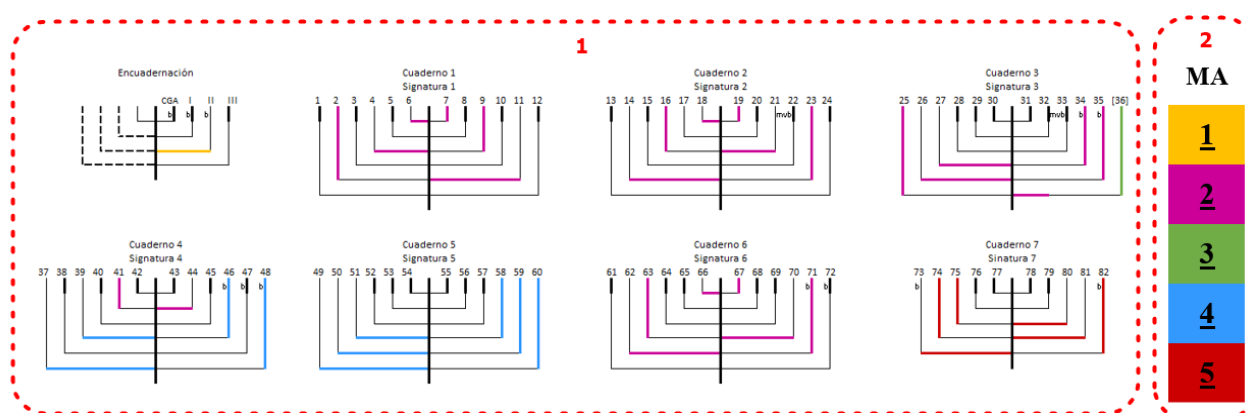 1
Encuadernación
CGA I II III
b b b
Cuaderno 1
Signatura 1
1 2 3 4 5 6 7 8 9 10 11 12
Cuaderno 2
Signatura 2
13 14 15 16 17 18 19 20 21 22 23 24
mvb
Cuaderno 3
Signatura 3
25 26 27 28 29 30 31 32 33 34 35 [36]
mvb b b
Cuaderno 4
Signatura 4
37 38 39 40 41 42 43 44 45 46 47 48
b b b
Cuaderno 5
Signatura 5
49 50 51 52 53 54 55 56 57 58 59 60
Cuaderno 6
Signatura 6
61 62 63 64 65 66 67 68 69 70 71 72
b b
Cuaderno 7
Sinatura 7
73 74 75 76 77 78 79 80 81 82
b b
2
MA
1
2
3
4
5